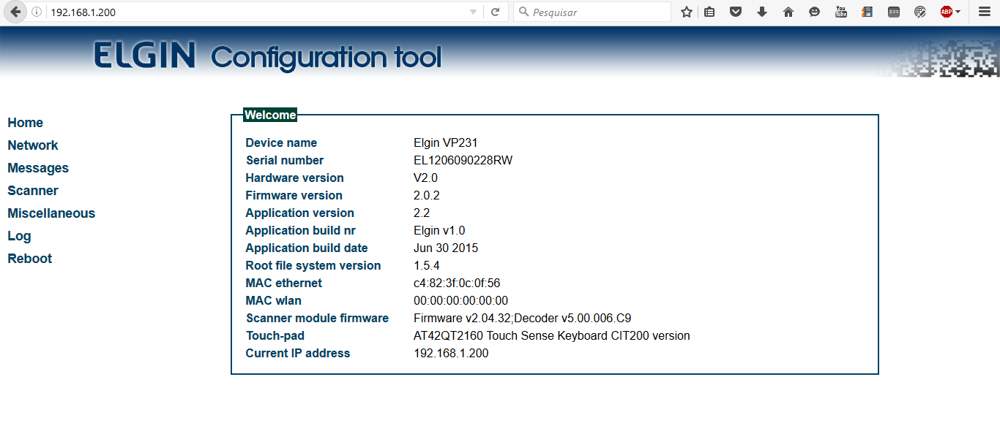 192.168.1.200
Pesquisar
You Tube
zzz
ABP
ELGIN Configuration tool
Home
Network
Messages
Scanner
Miscellaneous
Log
Reboot
Welcome
Device name Elgin VP231
Serial number EL1206090228RW
Hardware version V2.0
Firmware version 2.0.2
Application version 2.2
Application build nr Elgin v1.0
Application build date Jun 30 2015
Root file system version 1.5.4
MAC ethernet c4:82:3f:0c:0f:56
MAC wlan 00:00:00:00:00:00
Scanner module firmware Firmware v2.04.32;Decoder v5.00.006.C9
Touch-pad AT42QT2160 Touch Sense Keyboard CIT200 version
Current IP address 192.168.1.200